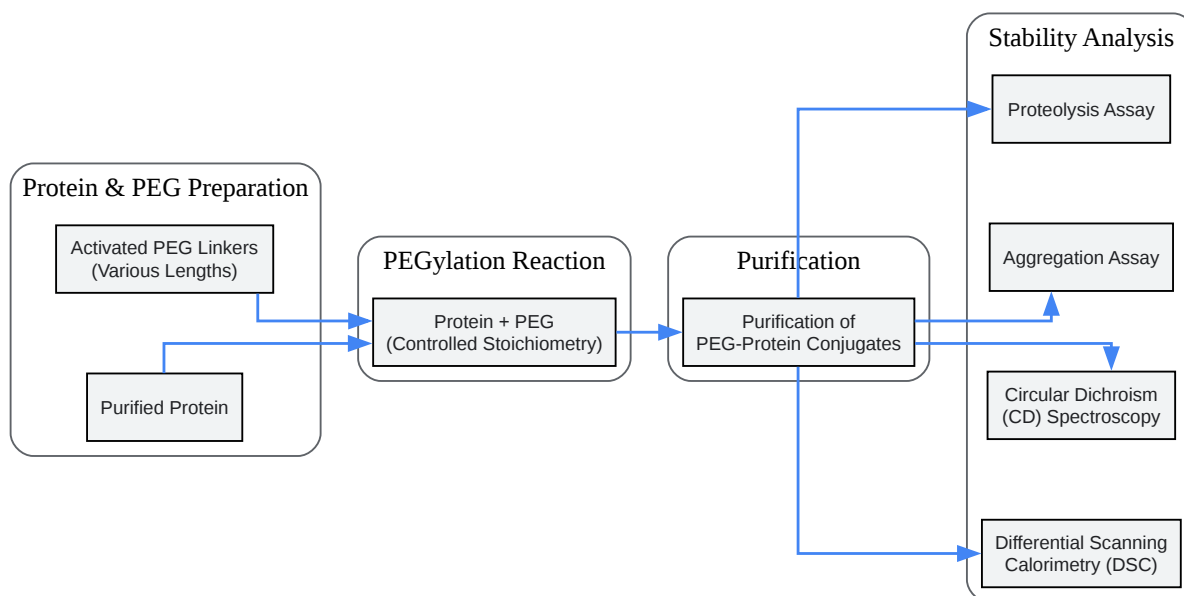 Protein & PEG Preparation
Activated PEG Linkers
(Various Lengths)
Purified Protein
PEGylation Reaction
Protein + PEG
(Controlled Stoichiometry)
Purification
Purification of
PEG-Protein Conjugates
Stability Analysis
Proteolysis Assay
Aggregation Assay
Circular Dichroism
(CD) Spectroscopy
Differential Scanning
Calorimetry (DSC)